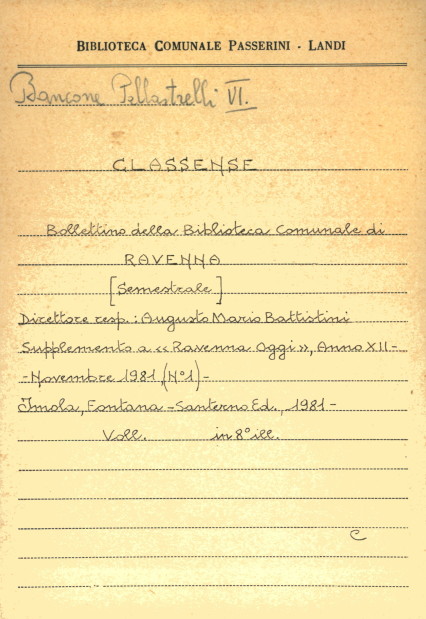 BIBLIOTECA COMUNALE PASSERINI - LANDI
Bancone Pallastrelli VI.
CLASSENSE
Bollettino della Biblioteca Comunale di
RAVENNA
[Semestrale]
Direttore resp.: Augusto Mario Battistini
Supplemento a «Ravenna Oggi», Anno XII-
-Novembre 1981, (N°1)-
Imola, Fontana-Santerno Ed., 1981-
Voll. in 8° ill.
C